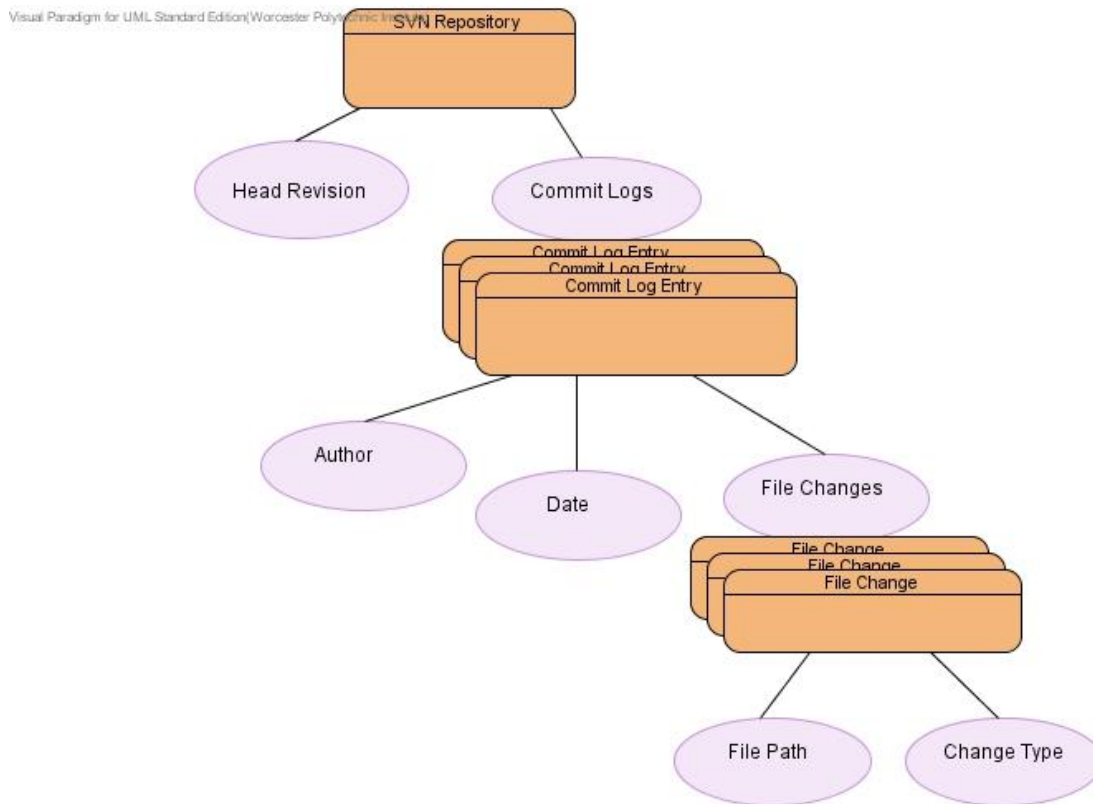 Visual Paradigm for UML Standard Edition(Worcester Polytechnic Institute)
SVN Repository
Head Revision
Commit Logs
Commit Log Entry
Commit Log Entry
Commit Log Entry
Author
Date
File Changes
File Change
File Change
File Change
File Path
Change Type